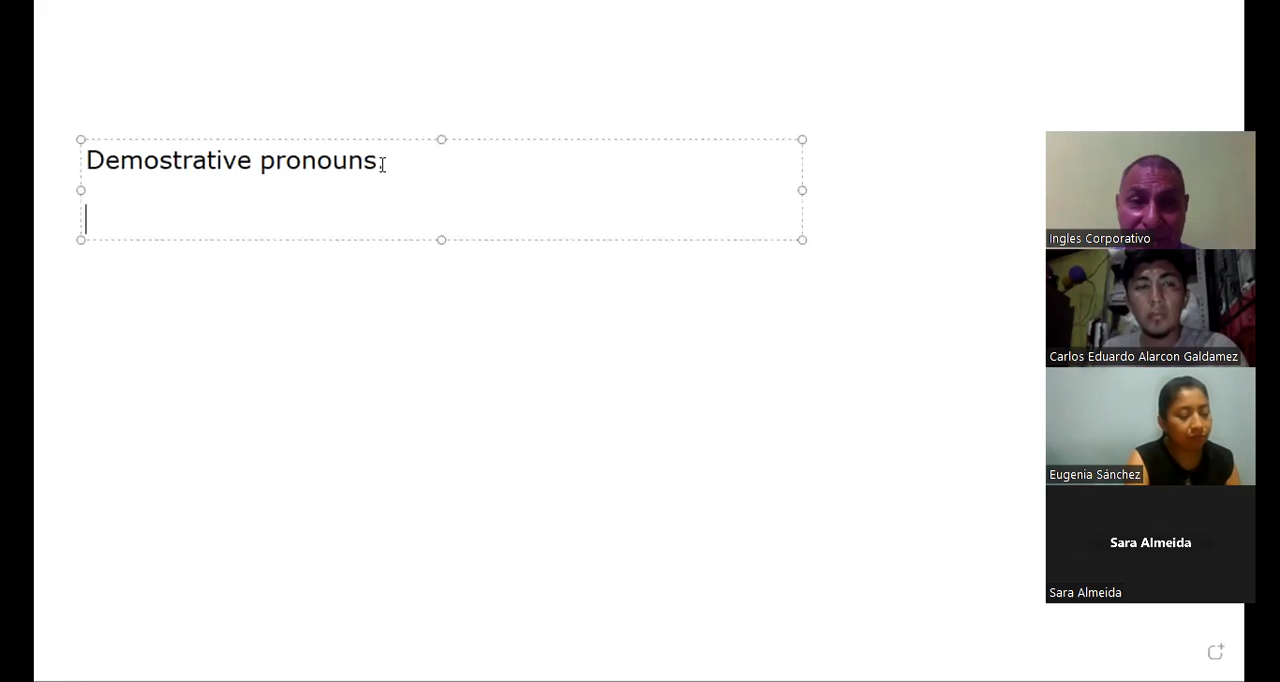 Demostrative pronouns
Ingles Corporativo
Carlos Eduardo Alarcon Galdamez
Eugenia Sánchez
Sara Almeida
Sara Almeida